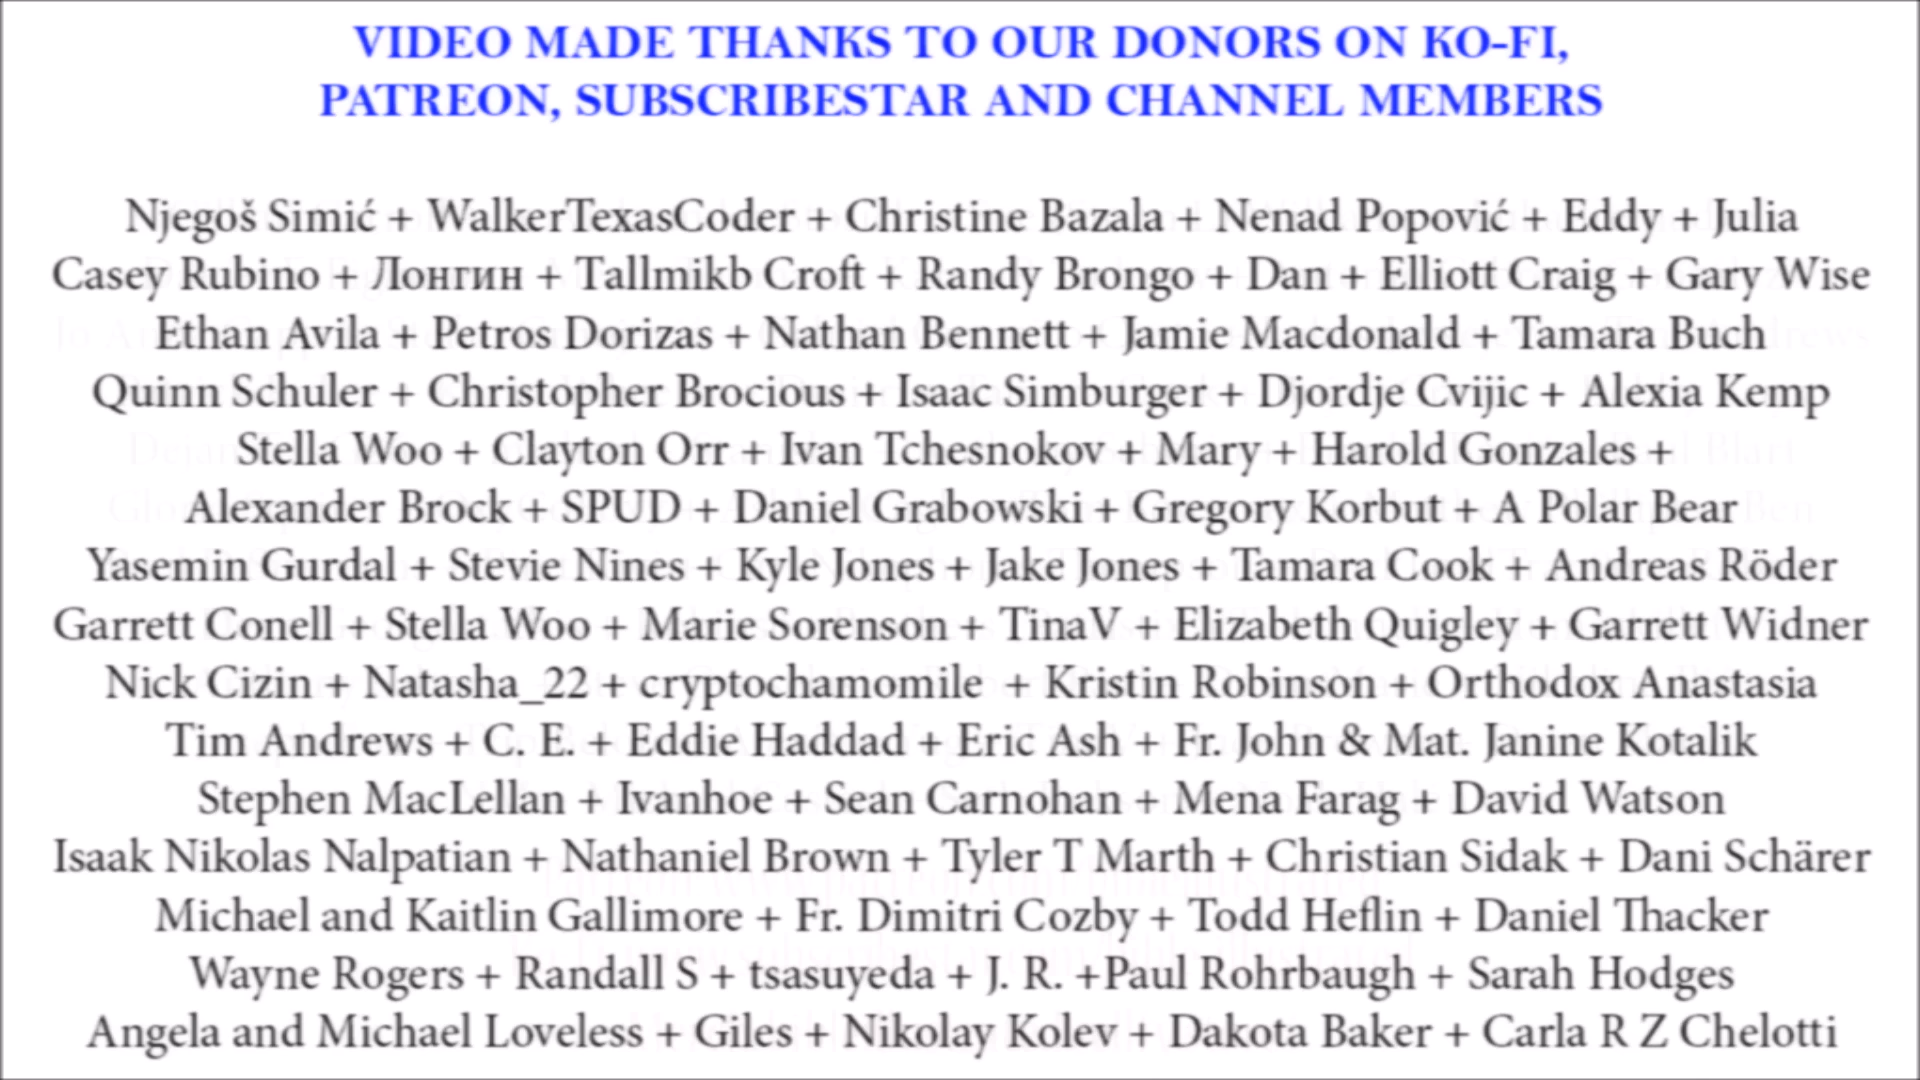 VIDEO MADE THANKS TO OUR DONORS ON KO-FI,
PATREON, SUBSCRIBESTAR AND CHANNEL MEMBERS
Njegoš Simić + WalkerTexasCoder + Christine Bazala + Nenad Popović + Eddy + Julia
Casey Rubino + Лонгин + Tallmikb Croft + Randy Brongo + Dan + Elliott Craig + Gary Wise
Ethan Avila + Petros Dorizas + Nathan Bennett + Jamie Macdonald + Tamara Buch
Quinn Schuler + Christopher Brocious + Isaac Simburger + Djordje Cvijic + Alexia Kemp
Stella Woo + Clayton Orr + Ivan Tchesnokov + Mary + Harold Gonzales +
Alexander Brock + SPUD + Daniel Grabowski + Gregory Korbut + A Polar Bear
Yasemin Gurdal + Stevie Nines + Kyle Jones + Jake Jones + Tamara Cook + Andreas Röder
Garrett Conell + Stella Woo + Marie Sorenson + TinaV + Elizabeth Quigley + Garrett Widner
Nick Cizin + Natasha_22 + cryptochamomile + Kristin Robinson + Orthodox Anastasia
Tim Andrews + C. E. + Eddie Haddad + Eric Ash + Fr. John & Mat. Janine Kotalik
Stephen MacLellan + Ivanhoe + Sean Carnohan + Mena Farag + David Watson
Isaak Nikolas Nalpatian + Nathaniel Brown + Tyler T Marth + Christian Sidak + Dani Schärer
Michael and Kaitlin Gallimore + Fr. Dimitri Cozby + Todd Heflin + Daniel Thacker
Wayne Rogers + Randall S + tsasuyeda + J. R. +Paul Rohrbaugh + Sarah Hodges
Angela and Michael Loveless + Giles + Nikolay Kolev + Dakota Baker + Carla R Z Chelotti